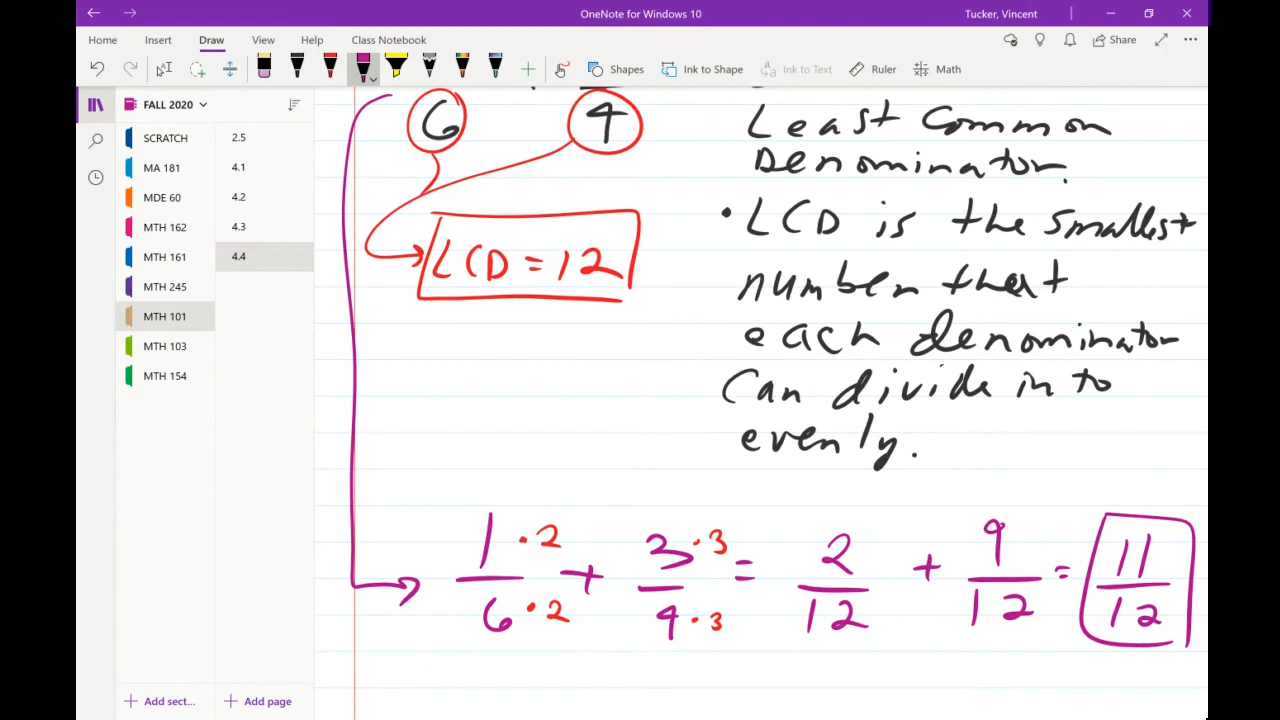 OneNote for Windows 10
Tucker, Vincent
Home Insert Draw View Help Class Notebook
Share
Shapes Ink to Shape Ink to Text Ruler Math
FALL 2020
SCRATCH
MA 181
MDE 60
MTH 162
MTH 161
MTH 245
MTH 101
MTH 103
MTH 154
2.5
4.1
4.2
4.3
4.4
6 4
LCD = 12
Least Common
Denominator.
• LCD is the smallest
number that
each denominator
Can divide in to
evenly.
1 · 2 3 · 3 2 9 11
+ = + =
6 · 2 4 · 3 12 12 12
Add sect...
Add page